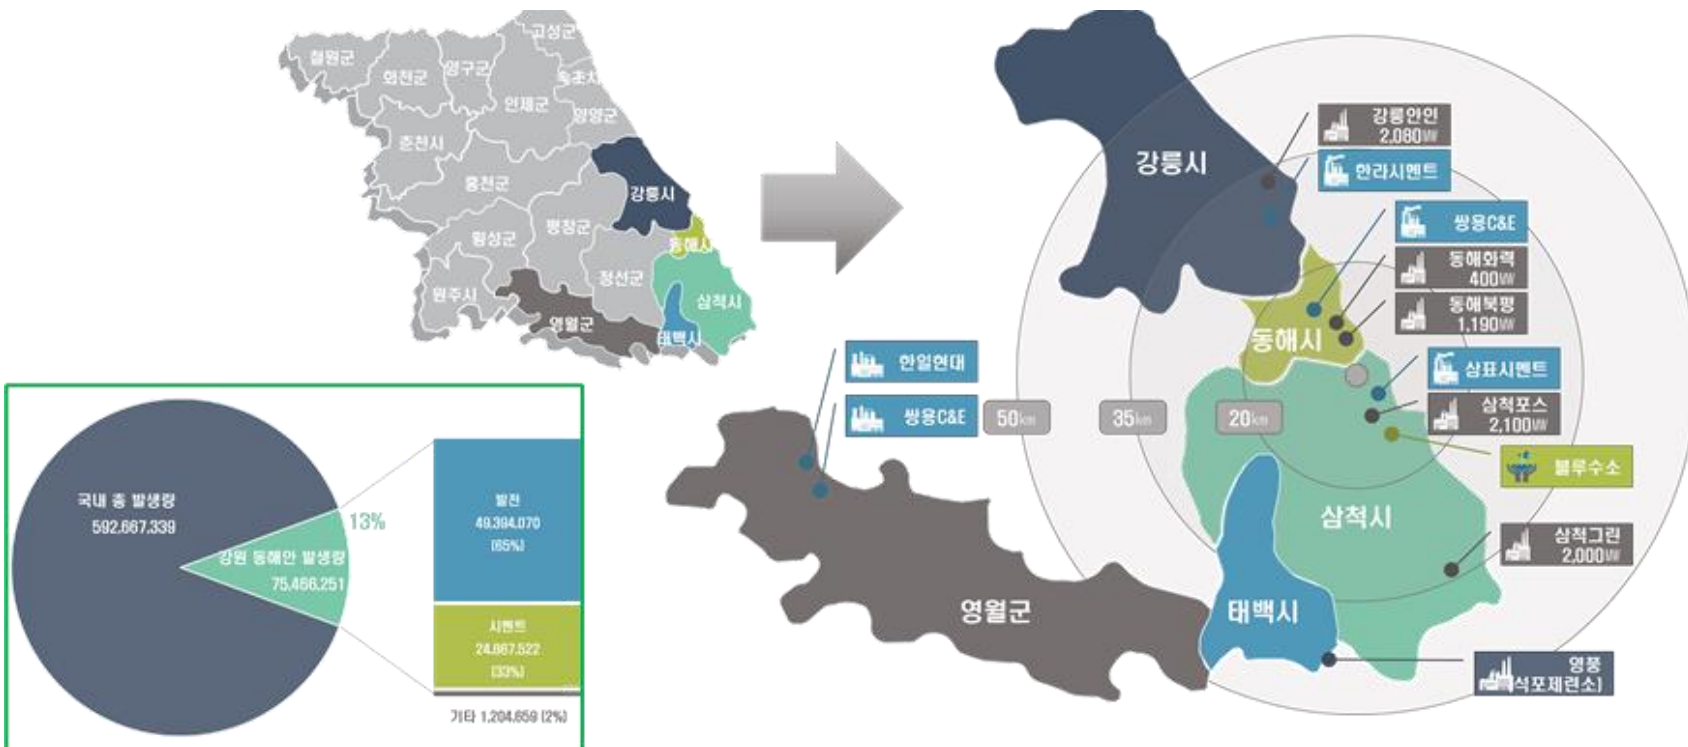 고성군
철원군
화천군
양구군
속초시
인제군
양양군
춘천시
홍천군
강릉시
평창군
횡성군
동해시
정선군
원주시
삼척시
영월군
태백시
국내 총 발생량
592,667,339
13%
강원 동해안 발생량
75,466,251
발전
49,394,070
(65%)
시멘트
24,867,522
(33%)
기타 1,204,659 (2%)
강릉시
강릉안인
2,080MW
한라시멘트
쌍용C&E
동해화력
400MW
동해북평
1,190MW
동해시
한일현대
쌍용C&E
50km
35km
20km
삼표시멘트
삼척포스
2,100MW
블루수소
삼척시
삼척그린
2,000MW
영월군
태백시
영풍
(석포제련소)